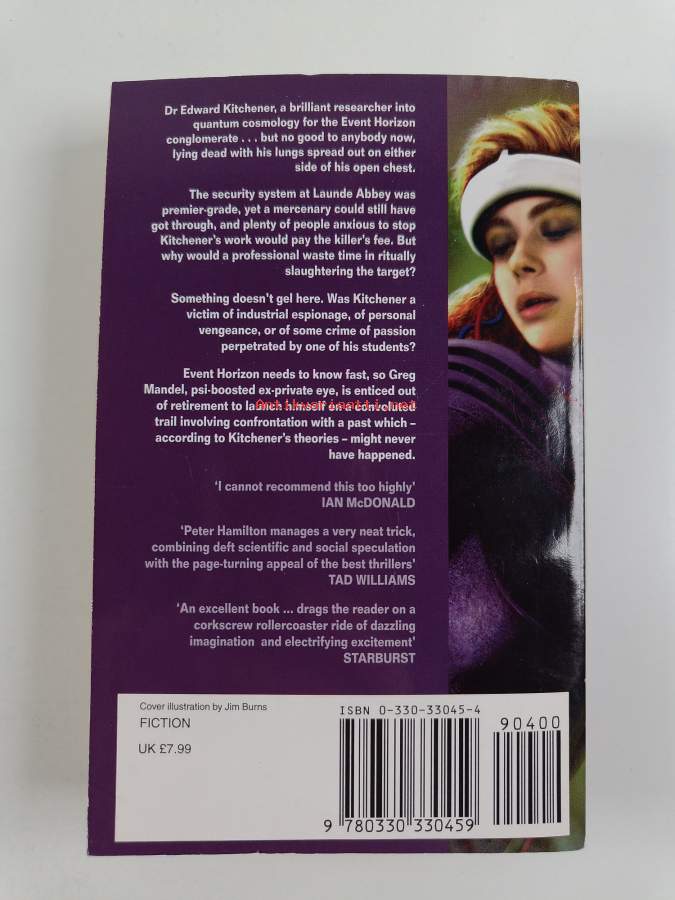 Dr Edward Kitchener, a brilliant researcher into
quantum cosmology for the Event Horizon
conglomerate . . . but no good to anybody now,
lying dead with his lungs spread out on either
side of his open chest.
The security system at Launde Abbey was
premier-grade, yet a mercenary could still have
got through, and plenty of people anxious to stop
Kitchener's work would pay the killer's fee. But
why would a professional waste time in ritually
slaughtering the target?
Something doesn't gel here. Was Kitchener a
victim of industrial espionage, of personal
vengeance, or of some crime of passion
perpetrated by one of his students?
Event Horizon needs to know fast, so Greg
Mandel, psi-boosted ex-private eye, is enticed out
of retirement to launch himself on a convoluted
Antikvariaatti.net
trail involving confrontation with a past which –
according to Kitchener's theories – might never
have happened.
'I cannot recommend this too highly'
IAN McDONALD
'Peter Hamilton manages a very neat trick,
combining deft scientific and social speculation
with the page-turning appeal of the best thrillers'
TAD WILLIAMS
'An excellent book ... drags the reader on a
corkscrew rollercoaster ride of dazzling
imagination and electrifying excitement'
STARBURST
Cover illustration by Jim Burns
FICTION
UK £7.99
ISBN 0-330-33045-4
90400
9 780330 330459